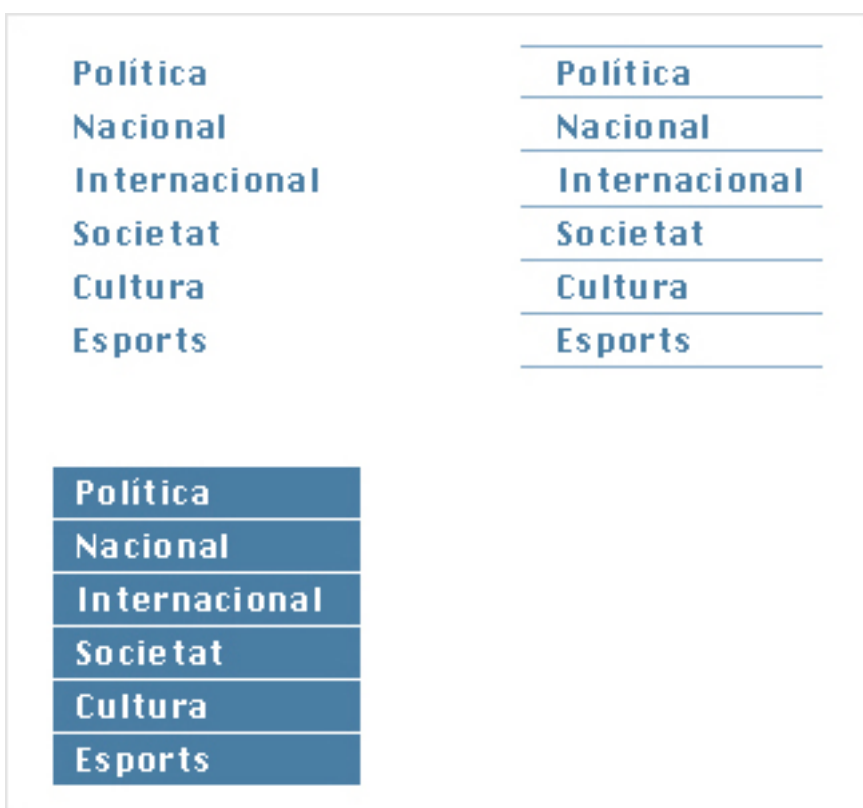 Política
Nacional
Internacional
Societat
Cultura
Esports
Política
Nacional
Internacional
Societat
Cultura
Esports
Política
Nacional
Internacional
Societat
Cultura
Esports